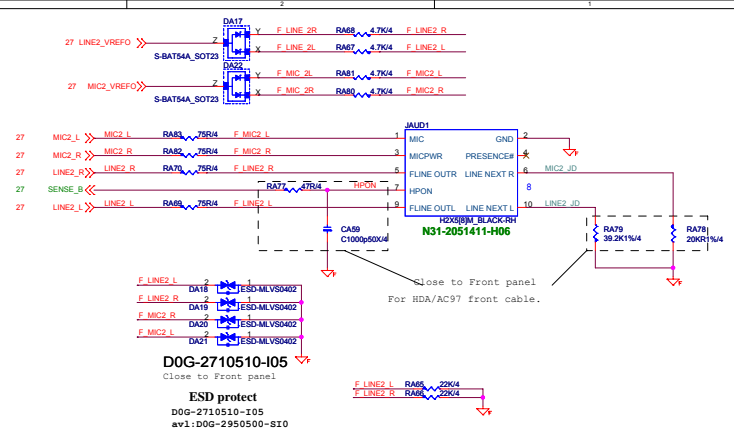 2
1
DA17
27 LINE2_VREFO
Z
Y
X
F_LINE_2R
RA68
4.7K/4
F_LINE2_R
F_LINE_2L
RA67
4.7K/4
F_LINE2_L
S-BAT54A_SOT23
DA22
27 MIC2_VREFO
Z
Y
X
F_MIC_2L
RA81
4.7K/4
F_MIC2_L
F_MIC_2R
RA80
4.7K/4
F_MIC2_R
S-BAT54A_SOT23
JAUD1
27 MIC2_L
MIC2_L
RA83
75R/4
F_MIC2_L
1
MIC
GND
2
F
27 MIC2_R
MIC2_R
RA82
75R/4
F_MIC2_R
3
MICPWR
PRESENCE#
4
27 LINE2_R
LINE2_R
RA70
75R/4
F_LINE2_R
5
FLINE OUTR
LINE NEXT R
6
MIC2_JD
27 SENSE_B
RA77
47R/4
HPON
7
HPON
8
27 LINE2_L
LINE2_L
RA69
75R/4
F_LINE2_L
9
FLINE OUTL
LINE NEXT L
10
LINE2_JD
H2X5[8]M_BLACK-RH
N31-2051411-H06
CA59
C1000p50X/4
F
RA79
39.2K1%/4
RA78
20KR1%/4
F
Close to Front panel
For HDA/AC97 front cable.
F_LINE2_L
2
1
DA18
ESD-MLVS0402
F_LINE2_R
2
1
DA19
ESD-MLVS0402
F_MIC2_R
2
1
DA20
ESD-MLVS0402
F_MIC2_L
2
1
DA21
ESD-MLVS0402
F
D0G-2710510-I05
Close to Front panel
ESD protect
D0G-2710510-I05
avl:D0G-2950500-SI0
F_LINE2_L
RA65
22K/4
F_LINE2_R
RA66
22K/4
F